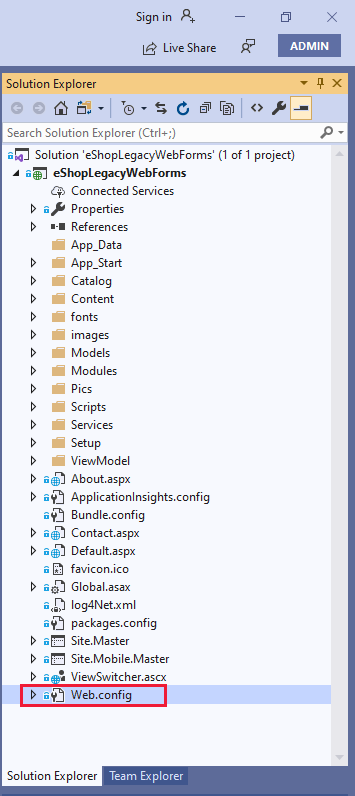 Sign in
Live Share
ADMIN
Solution Explorer
Search Solution Explorer (Ctrl+;)
Solution 'eShopLegacyWebForms' (1 of 1 project)
eShopLegacyWebForms
Connected Services
Properties
References
App_Data
App_Start
Catalog
Content
fonts
images
Models
Modules
Pics
Scripts
Services
Setup
ViewModel
About.aspx
ApplicationInsights.config
Bundle.config
Contact.aspx
Default.aspx
favicon.ico
Global.asax
log4Net.xml
packages.config
Site.Master
Site.Mobile.Master
ViewSwitcher.ascx
Web.config
Solution Explorer Team Explorer